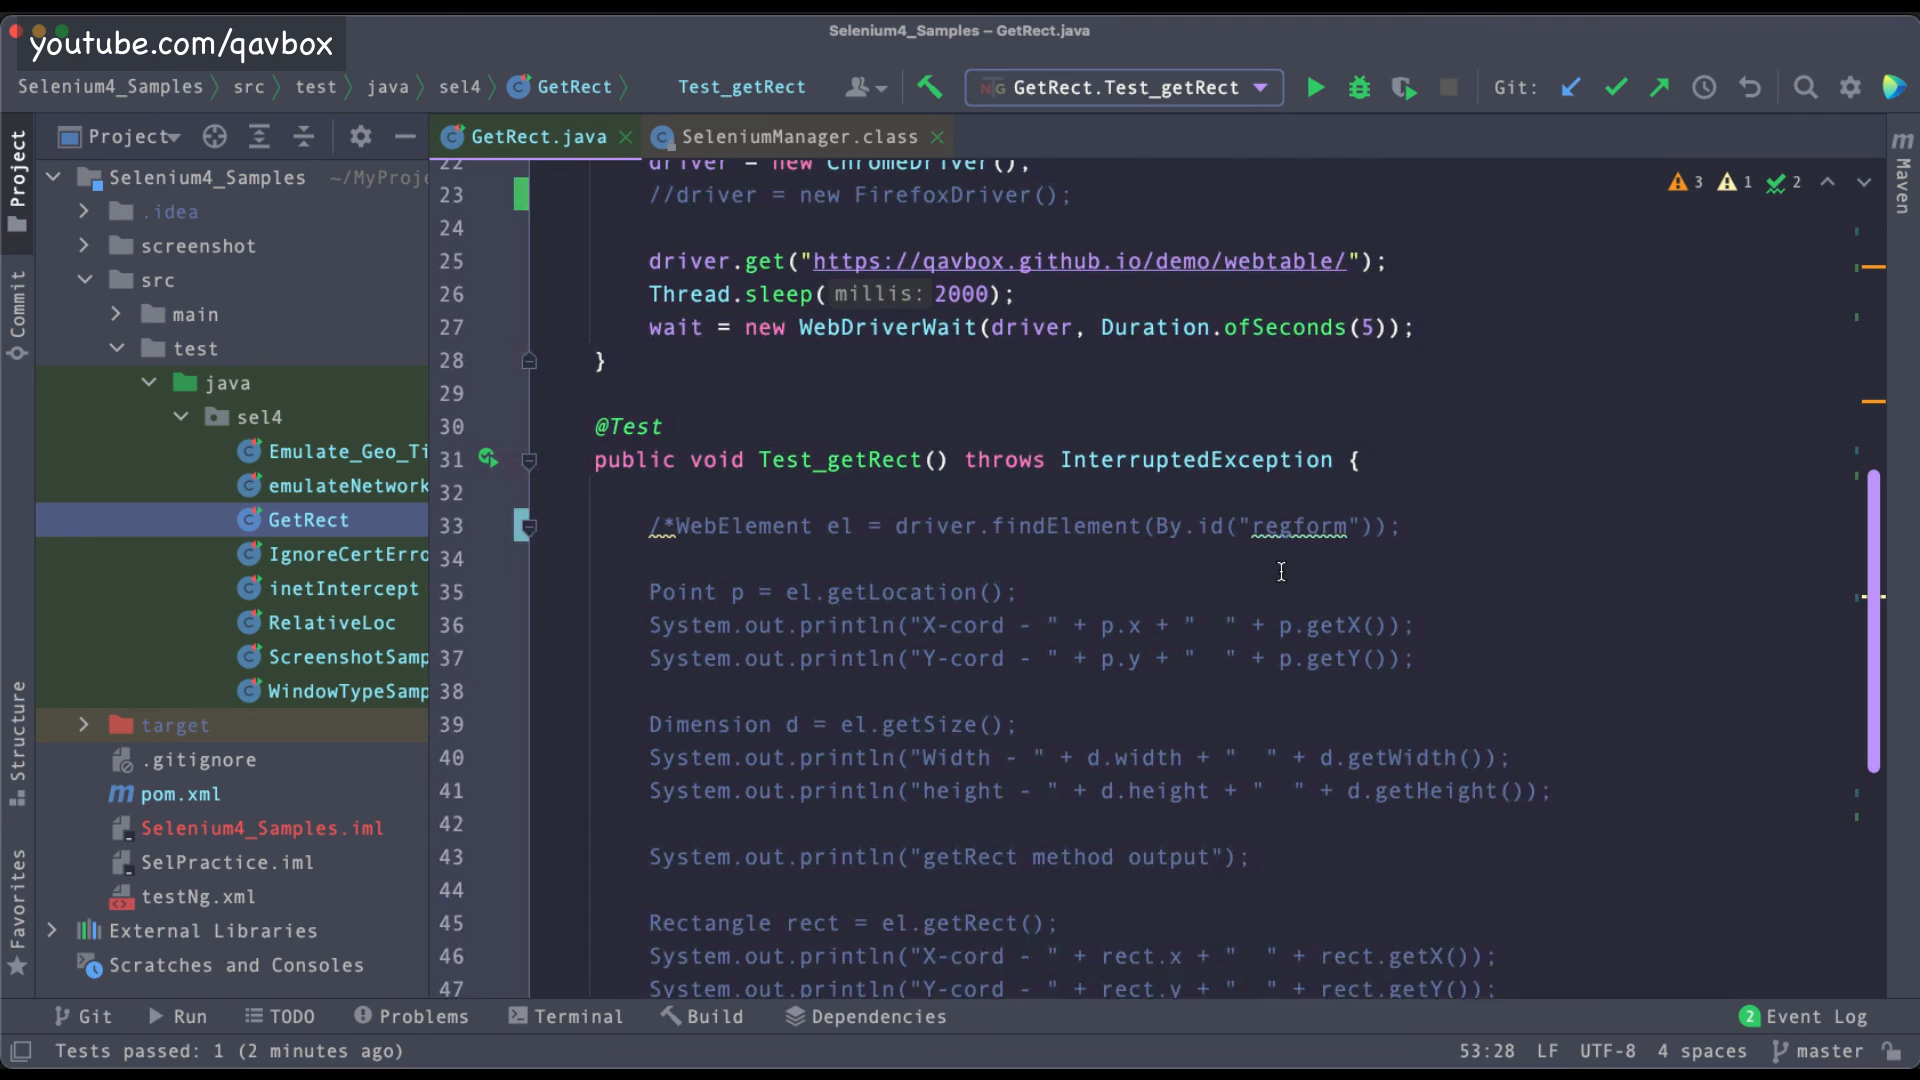 Selenium4_Samples – GetRect.java
youtube.com/qavbox
Selenium4_Samples src test java sel4 GetRect Test_getRect GetRect.Test_getRect Git:
Project
Commit
Structure
Favorites
Project
Selenium4_Samples ~/MyProj
.idea
screenshot
src
main
test
java
sel4
Emulate_Geo_Ti
emulateNetwork
GetRect
IgnoreCertErro
inetIntercept
RelativeLoc
ScreenshotSamp
WindowTypeSamp
target
.gitignore
pom.xml
Selenium4_Samples.iml
SelPractice.iml
testNg.xml
External Libraries
Scratches and Consoles
GetRect.java SeleniumManager.class
3 1 2
22 driver = new ChromeDriver();
23 //driver = new FirefoxDriver();
24
25 driver.get("https://qavbox.github.io/demo/webtable/");
26 Thread.sleep( millis: 2000);
27 wait = new WebDriverWait(driver, Duration.ofSeconds(5));
28 }
29
30 @Test
31 public void Test_getRect() throws InterruptedException {
32
33 /*WebElement el = driver.findElement(By.id("regform"));
34
35 Point p = el.getLocation();
36 System.out.println("X-cord - " + p.x + "  " + p.getX());
37 System.out.println("Y-cord - " + p.y + "  " + p.getY());
38
39 Dimension d = el.getSize();
40 System.out.println("Width - " + d.width + "  " + d.getWidth());
41 System.out.println("height - " + d.height + "  " + d.getHeight());
42
43 System.out.println("getRect method output");
44
45 Rectangle rect = el.getRect();
46 System.out.println("X-cord - " + rect.x + "  " + rect.getX());
47 System.out.println("Y-cord - " + rect.y + "  " + rect.getY());
m Maven
Git Run TODO Problems Terminal Build Dependencies 2 Event Log
Tests passed: 1 (2 minutes ago) 53:28 LF UTF-8 4 spaces master